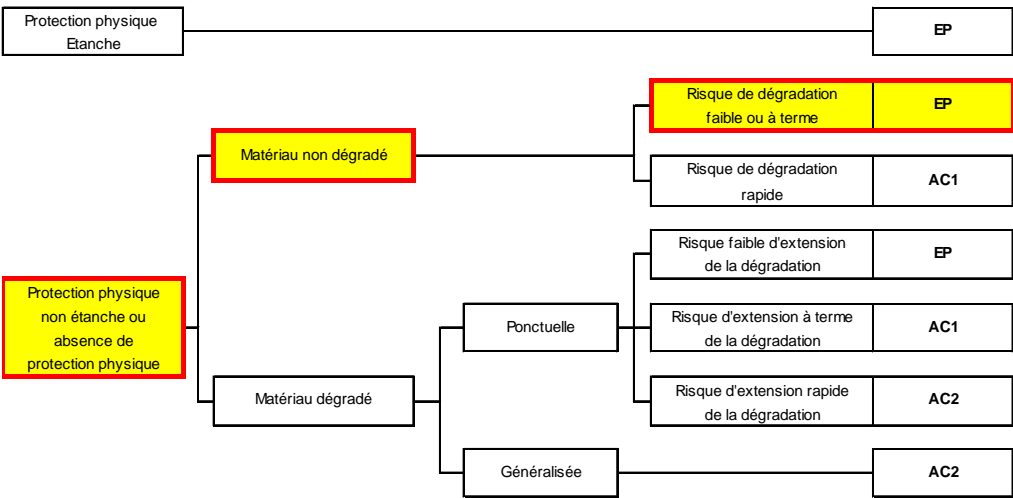 Protection physique
Etanche
EP
Risque de dégradation
faible ou à terme
EP
Matériau non dégradé
Risque de dégradation
rapide
AC1
Risque faible d'extension
de la dégradation
EP
Protection physique
non étanche ou
absence de
protection physique
Ponctuelle
Risque d'extension à terme
de la dégradation
AC1
Matériau dégradé
Risque d'extension rapide
de la dégradation
AC2
Généralisée
AC2